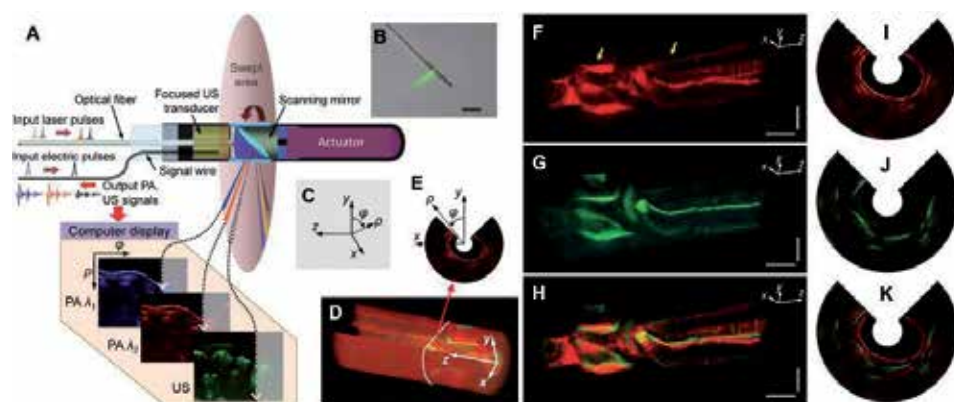 A
Optical fiber
Input laser pulses
Input electric pulses
Output PA,
US signals
Computer display
φ
ρ
PA,λ₁
PA,λ₂
US
Focused US
transducer
Swept
area
Scanning mirror
Signal wire
Actuator
B
C
y
φ
ρ
z
x
D
y
z
x
E
ρ
φ
y
x
F
x
y
z
G
x
y
z
H
x
y
z
I
J
K